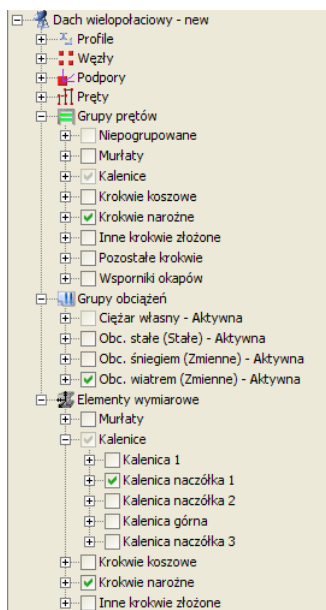 Dach wielopołaciowy - new
Profile
Węzły
Podpory
Pręty
Grupy prętów
Niepogrupowane
Murłaty
Kalenice
Krokwie koszowe
Krokwie narożne
Inne krokwie złożone
Pozostałe krokwie
Wsporniki okapów
Grupy obciążeń
Ciężar własny - Aktywna
Obc. stałe (Stałe) - Aktywna
Obc. śniegiem (Zmienne) - Aktywna
Obc. wiatrem (Zmienne) - Aktywna
Elementy wymiarowe
Murłaty
Kalenice
Kalenica 1
Kalenica naczółka 1
Kalenica naczółka 2
Kalenica górna
Kalenica naczółka 3
Krokwie koszowe
Krokwie narożne
Inne krokwie złożone